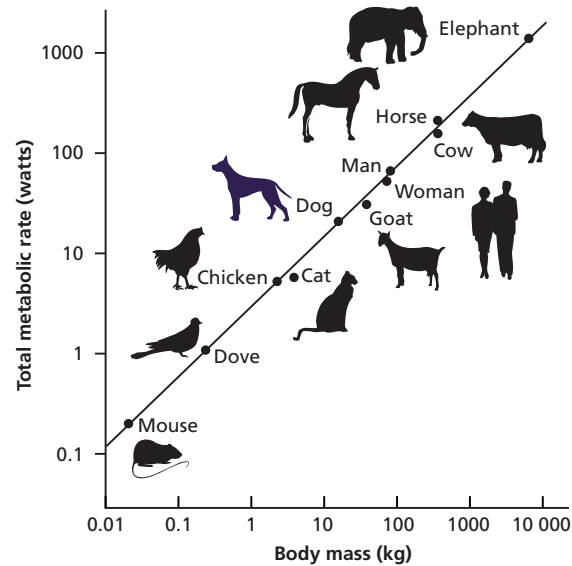 Elephant
1000
Horse
Cow
100
Man
Woman
Dog
Goat
10
Chicken
Cat
1
Dove
Mouse
0.1
0.01 0.1 1 10 100 1000 10 000
Body mass (kg)
Total metabolic rate (watts)